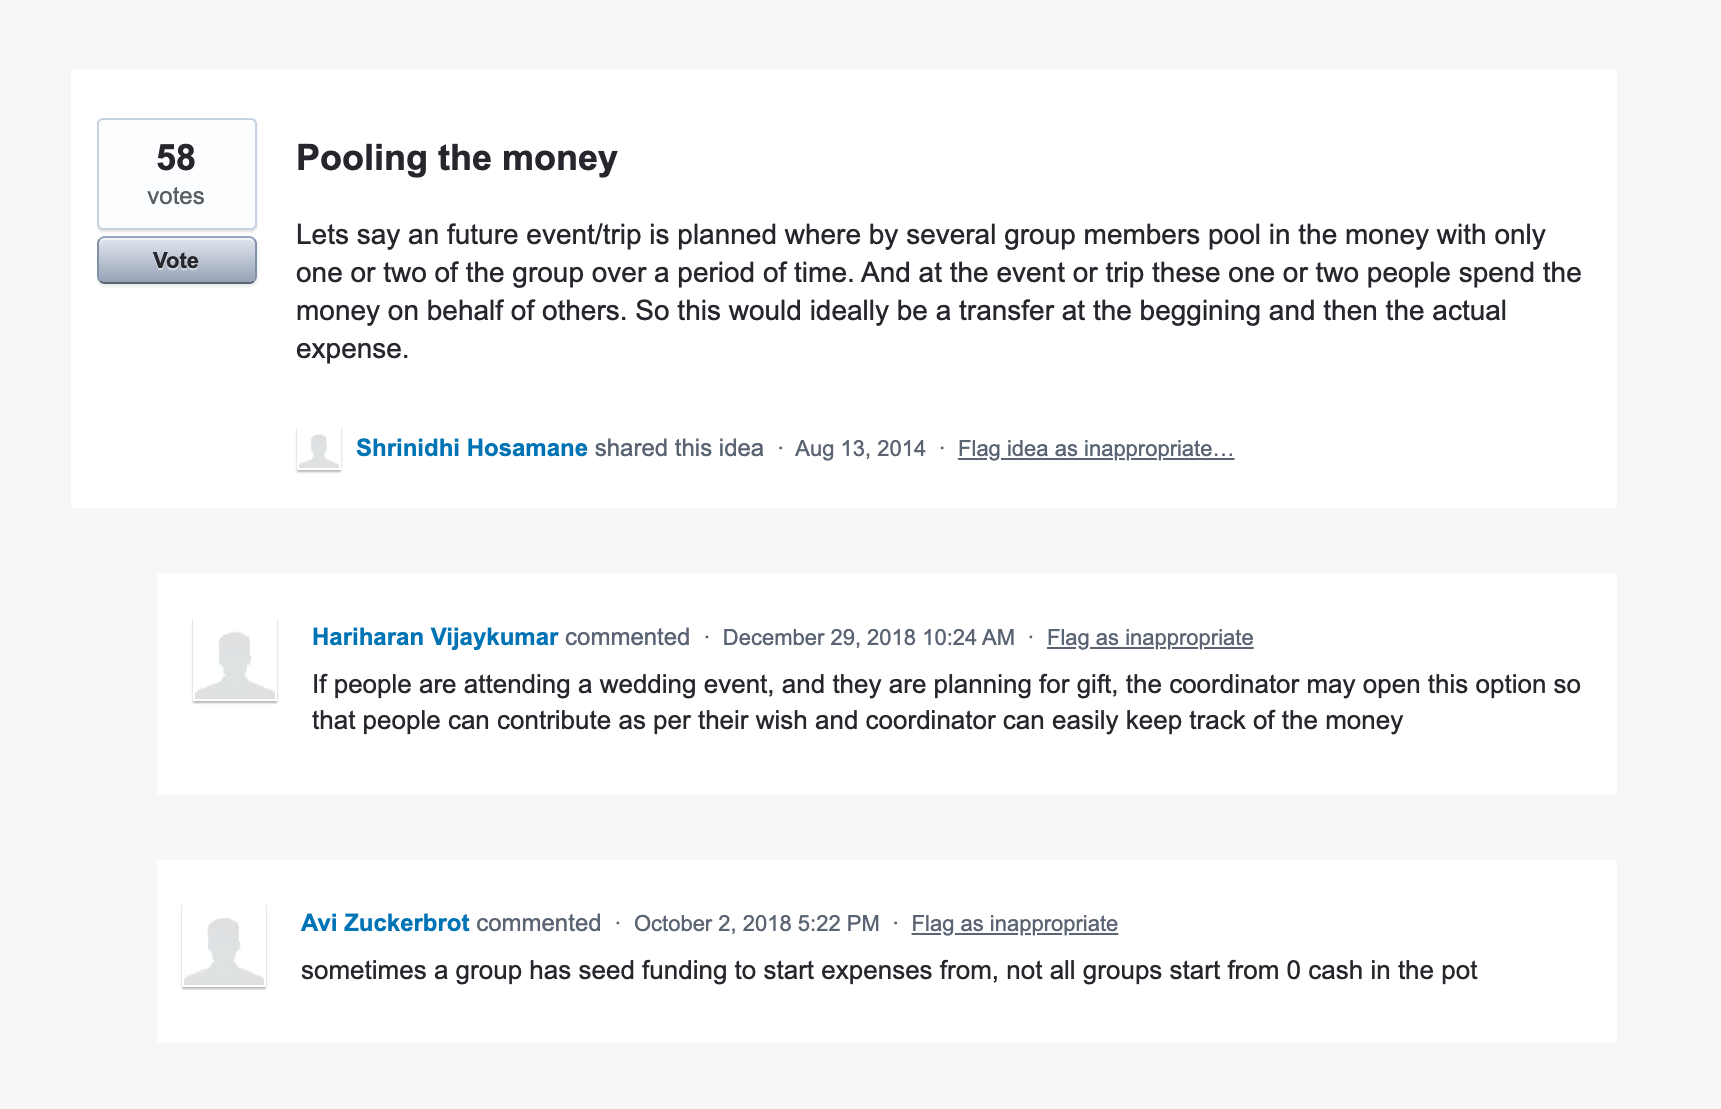 58
votes
Vote
Pooling the money
Lets say an future event/trip is planned where by several group members pool in the money with only
one or two of the group over a period of time. And at the event or trip these one or two people spend the
money on behalf of others. So this would ideally be a transfer at the beggining and then the actual
expense.
Shrinidhi Hosamane shared this idea · Aug 13, 2014 · Flag idea as inappropriate…
Hariharan Vijaykumar commented · December 29, 2018 10:24 AM · Flag as inappropriate
If people are attending a wedding event, and they are planning for gift, the coordinator may open this option so
that people can contribute as per their wish and coordinator can easily keep track of the money
Avi Zuckerbrot commented · October 2, 2018 5:22 PM · Flag as inappropriate
sometimes a group has seed funding to start expenses from, not all groups start from 0 cash in the pot